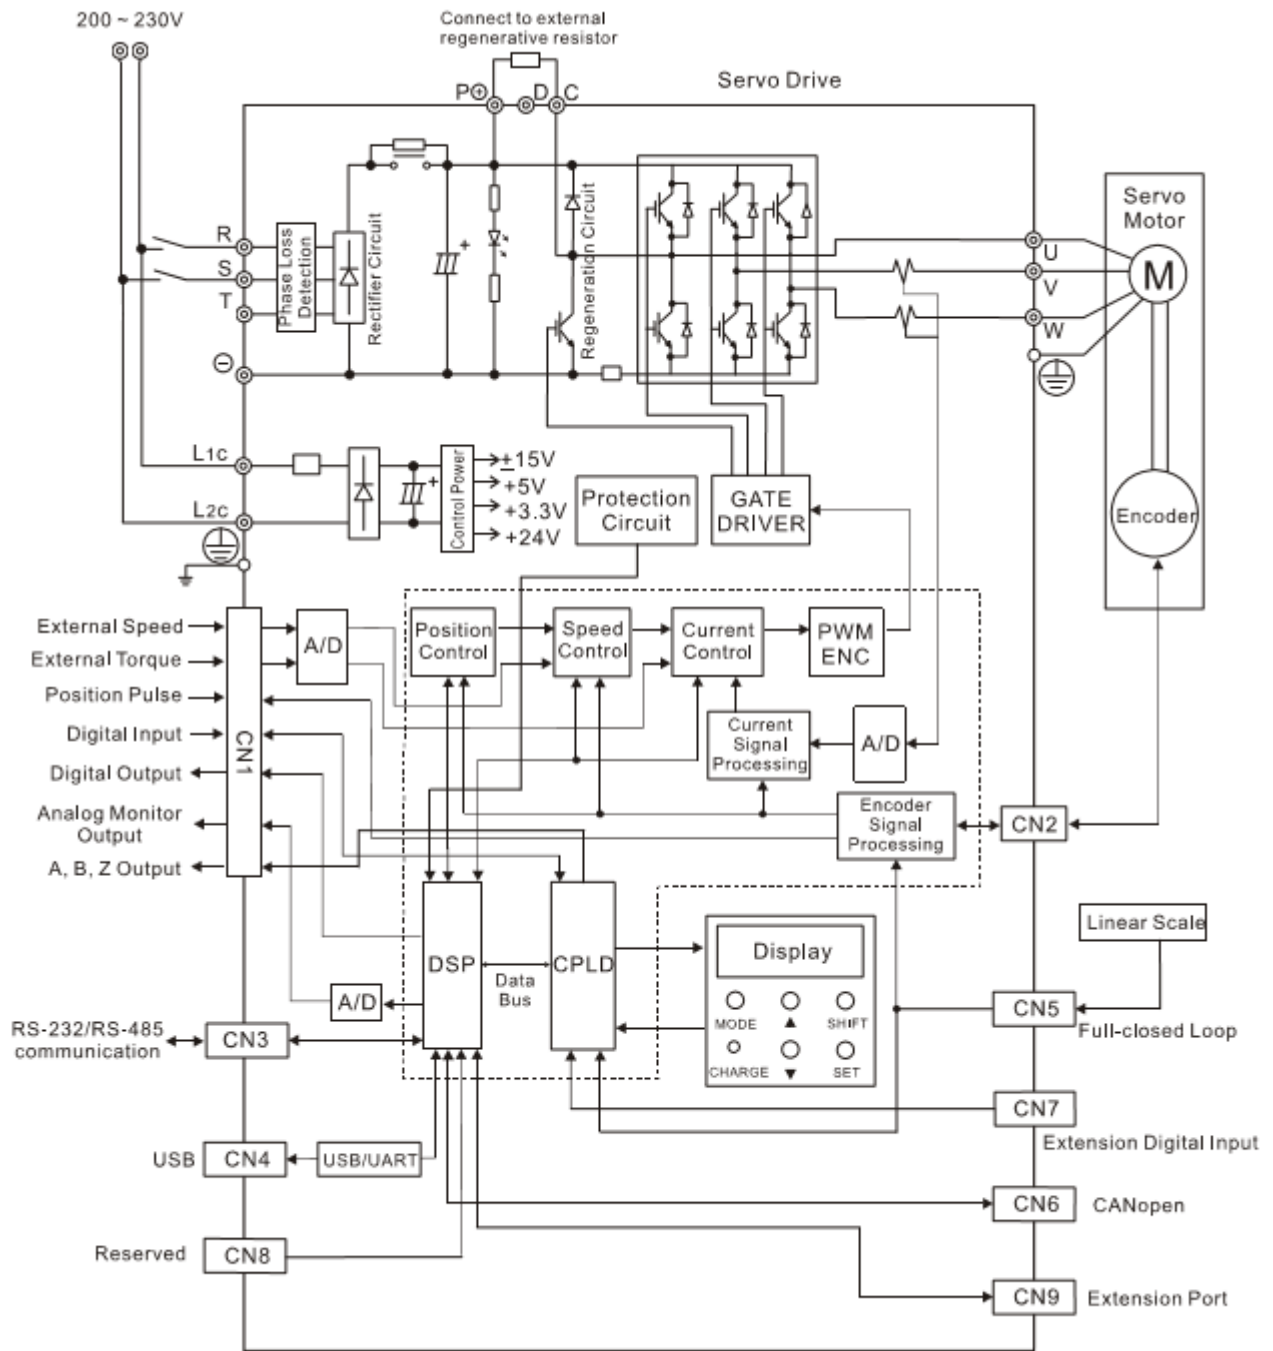 200 ~ 230V
Connect to external
regenerative resistor
Servo Drive
P⊕
D
C
Servo
Motor
R
S
T
Phase Loss
Detection
Rectifier Circuit
+
Regeneration Circuit
U
V
W
M
⊖
L1C
L2C
+
Control Power
±15V
+5V
+3.3V
+24V
Protection
Circuit
GATE
DRIVER
Encoder
External Speed
External Torque
Position Pulse
Digital Input
Digital Output
Analog Monitor
Output
A, B, Z Output
CN1
A/D
Position
Control
Speed
Control
Current
Control
PWM
ENC
Current
Signal
Processing
A/D
Encoder
Signal
Processing
CN2
Linear Scale
DSP
Data
Bus
CPLD
Display
MODE
▲
SHIFT
CHARGE
▼
SET
A/D
CN5
Full-closed Loop
RS-232/RS-485
communication
CN3
CN7
Extension Digital Input
USB
CN4
USB/UART
CN6
CANopen
Reserved
CN8
CN9
Extension Port